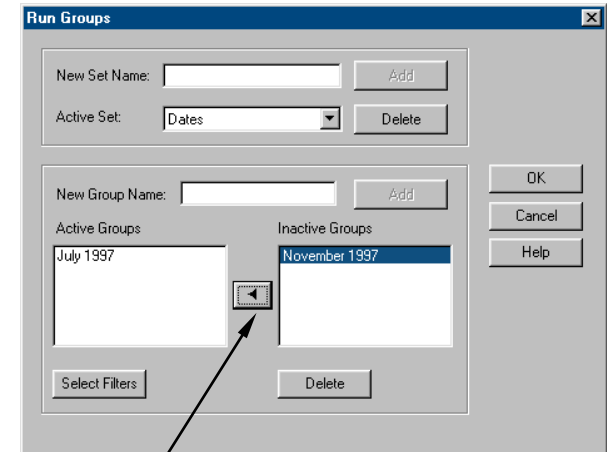 Run Groups
New Set Name:
Add
Active Set:
Dates
Delete
New Group Name:
Add
Active Groups
Inactive Groups
July 1997
November 1997
Select Filters
Delete
OK
Cancel
Help